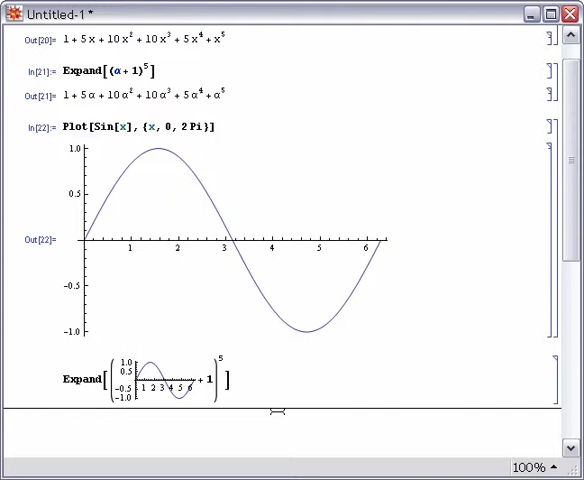 Untitled-1 *
Out[20]= 1 + 5 x + 10 x² + 10 x³ + 5 x⁴ + x⁵
In[21]:= Expand[(α + 1)⁵]
Out[21]= 1 + 5 α + 10 α² + 10 α³ + 5 α⁴ + α⁵
In[22]:= Plot[Sin[x], {x, 0, 2 Pi}]
1.0
0.5
Out[22]= 1 2 3 4 5 6
-0.5
-1.0
Expand[( + 1)⁵]
1.0
0.5
1 2 3 4 5 6
-0.5
-1.0
100%